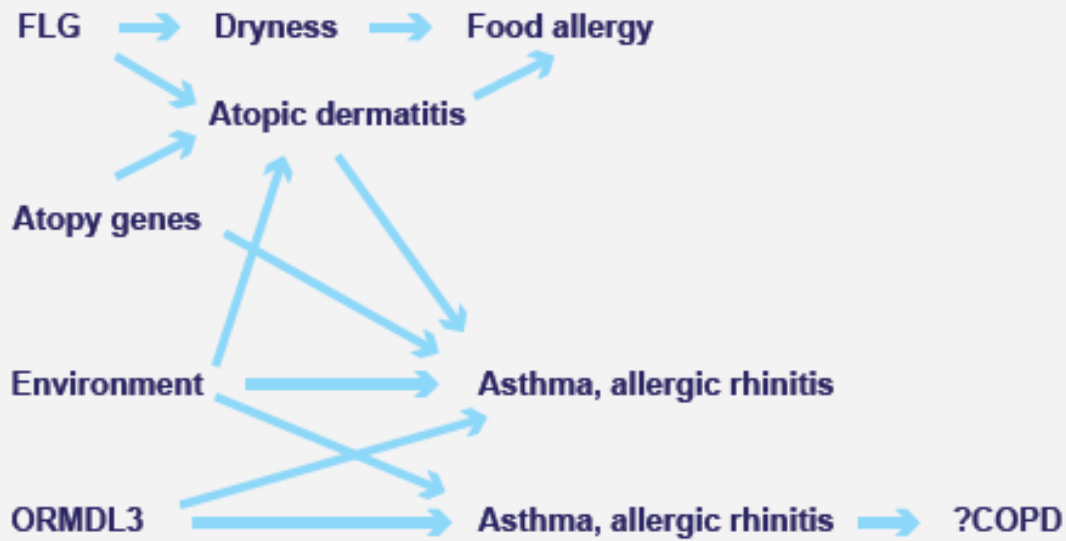 FLG Dryness Food allergy
Atopic dermatitis
Atopy genes
Environment Asthma, allergic rhinitis
ORMDL3 Asthma, allergic rhinitis ?COPD